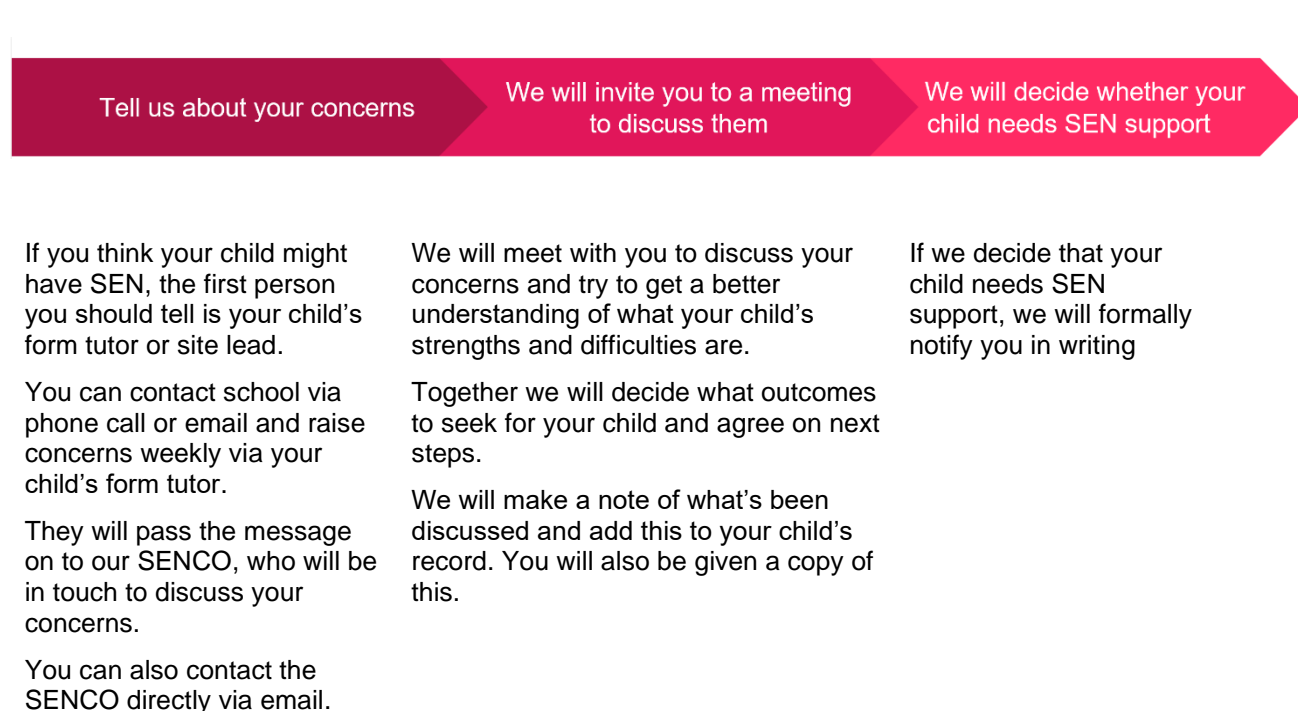 Tell us about your concerns
We will invite you to a meeting
to discuss them
We will decide whether your
child needs SEN support
If you think your child might
have SEN, the first person
you should tell is your child's
form tutor or site lead.
You can contact school via
phone call or email and raise
concerns weekly via your
child's form tutor.
They will pass the message
on to our SENCO, who will be
in touch to discuss your
concerns.
You can also contact the
SENCO directly via email.
We will meet with you to discuss your
concerns and try to get a better
understanding of what your child's
strengths and difficulties are.
Together we will decide what outcomes
to seek for your child and agree on next
steps.
We will make a note of what's been
discussed and add this to your child's
record. You will also be given a copy of
this.
If we decide that your
child needs SEN
support, we will formally
notify you in writing